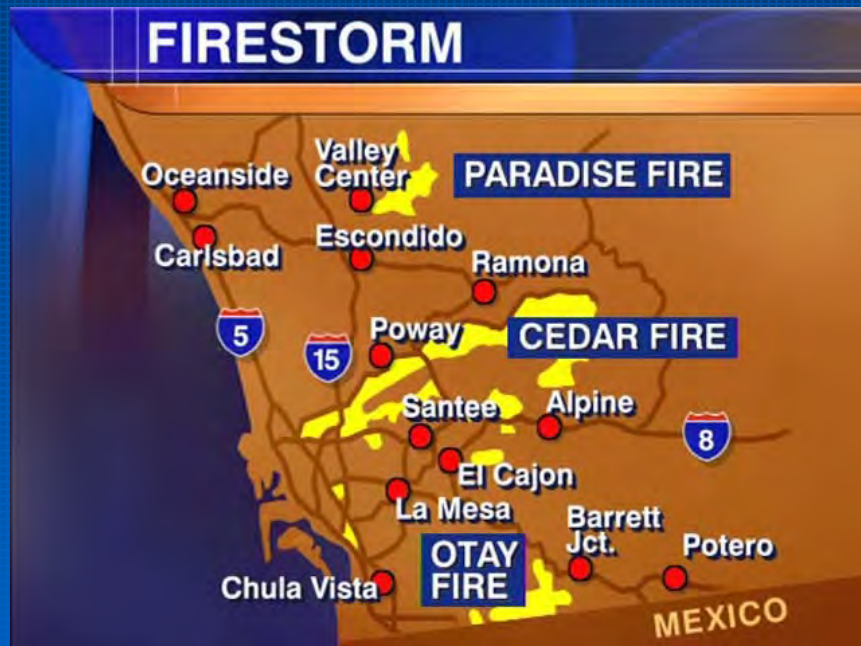 FIRESTORM
Valley
Center
PARADISE FIRE
Oceanside
Carlsbad
Escondido
Ramona
5
15
Poway
CEDAR FIRE
Santee
Alpine
8
El Cajon
La Mesa
Barrett
Jct.
Potero
OTAY
FIRE
Chula Vista
MEXICO